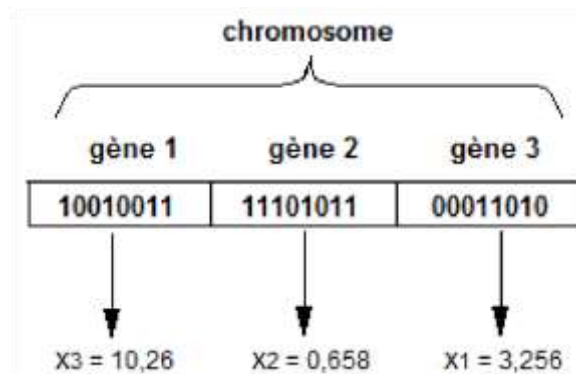 chromosome
gène 1 gène 2 gène 3
10010011 11101011 00011010
X3 = 10,26 X2 = 0,658 X1 = 3,256